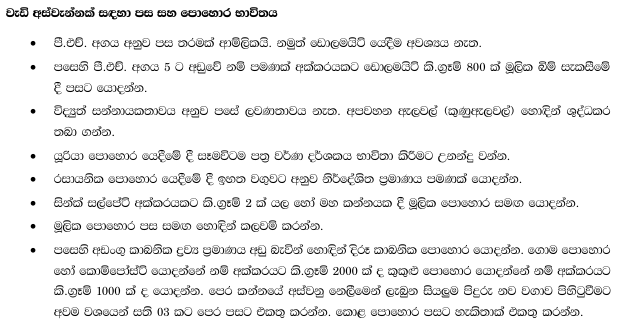 වැඩි අස්වැන්නක් සඳහා පස සහ පොහොර භාවිතය
• පී.එච්. අගය අනුව පස තරමක් ආම්ලිකයි. නමුත් ඩොලමයිට් යෙදීම අවශ්‍යය නැත.
• පසෙහි පී.එච්. අගය 5 ට අඩුවේ නම් පමණක් අක්කරයකට ඩොලමයිට් කි.ග්‍රෑම් 800 ක් මූලික බිම් සැකසීමේ
දී පසට යොදන්න.
• විද්‍යුත් සන්නායකතාවය අනුව පසේ ලවණතාවය නැත. අපවහන ඇලවල් (කුණුඇලවල්) හොඳින් ශුද්ධකර
තබා ගන්න.
• යූරියා පොහොර යෙදීමේ දී සෑමවිටම පත්‍ර වර්ණ දර්ශකය භාවිතා කිරීමට උනන්දු වන්න.
• රසායනික පොහොර යෙදිමේ දී ඉහත වගුවට අනුව නිර්දේශිත ප්‍රමාණය පමණක් යොදන්න.
• සින්ක් සල්පේට් අක්කරයකට කි.ග්‍රෑම් 2 ක් යල හෝ මහ කන්නයක දී මූලික පොහොර සමඟ යොදන්න.
• මූලික පොහොර පස සමඟ හොඳින් කලවම් කරන්න.
• පසෙහි අඩංගු කාබනික ද්‍රව්‍ය ප්‍රමාණය අඩු බැවින් හොඳින් දිරූ කාබනික පොහොර යොදන්න. ගොම පොහොර
හෝ කොම්පෝස්ට් යොදන්නේ නම් අක්කරයට කි.ග්‍රෑම් 2000 ක් ද කුකුළු පොහොර යොදන්නේ නම් අක්කරයට
කි.ග්‍රෑම් 1000 ක් ද යොදන්න. පෙර කන්නයේ අස්වනු නෙලීමෙන් ලැබුන සියලුම පිදුරු නව වගාව පිහිටුවීමට
අවම වශයෙන් සති 03 කට පෙර පසට එකතු කරන්න. කොළ පොහොර පසට හැකිතාක් එකතු කරන්න.